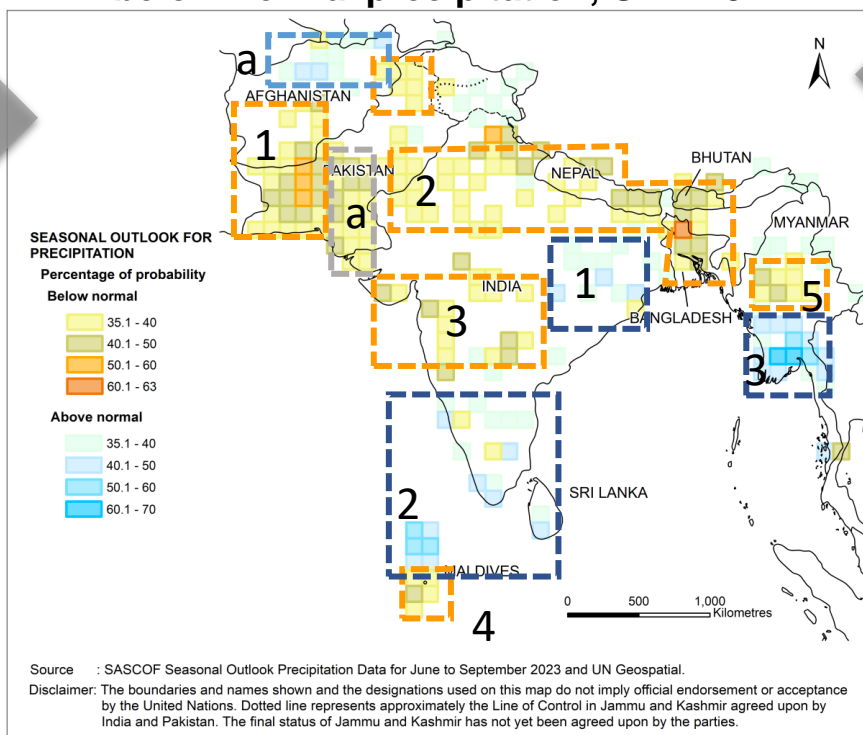 N
a
AFGHANISTAN
1
AKISTAN
2
NEPAL
BHUTAN
a
MYANMAR
SEASONAL OUTLOOK FOR
PRECIPITATION
Percentage of probability
Below normal
35.1 - 40
40.1 - 50
50.1 - 60
60.1 - 63
Above normal
35.1 - 40
40.1 - 50
50.1 - 60
60.1 - 70
INDIA
1
3
BANGLADESH
5
3
2
SRI LANKA
MALDIVES
4
0 500 1,000
Kilometres
Source : SASCOF Seasonal Outlook Precipitation Data for June to September 2023 and UN Geospatial.
Disclaimer: The boundaries and names shown and the designations used on this map do not imply official endorsement or acceptance
by the United Nations. Dotted line represents approximately the Line of Control in Jammu and Kashmir agreed upon by
India and Pakistan. The final status of Jammu and Kashmir has not yet been agreed upon by the parties.